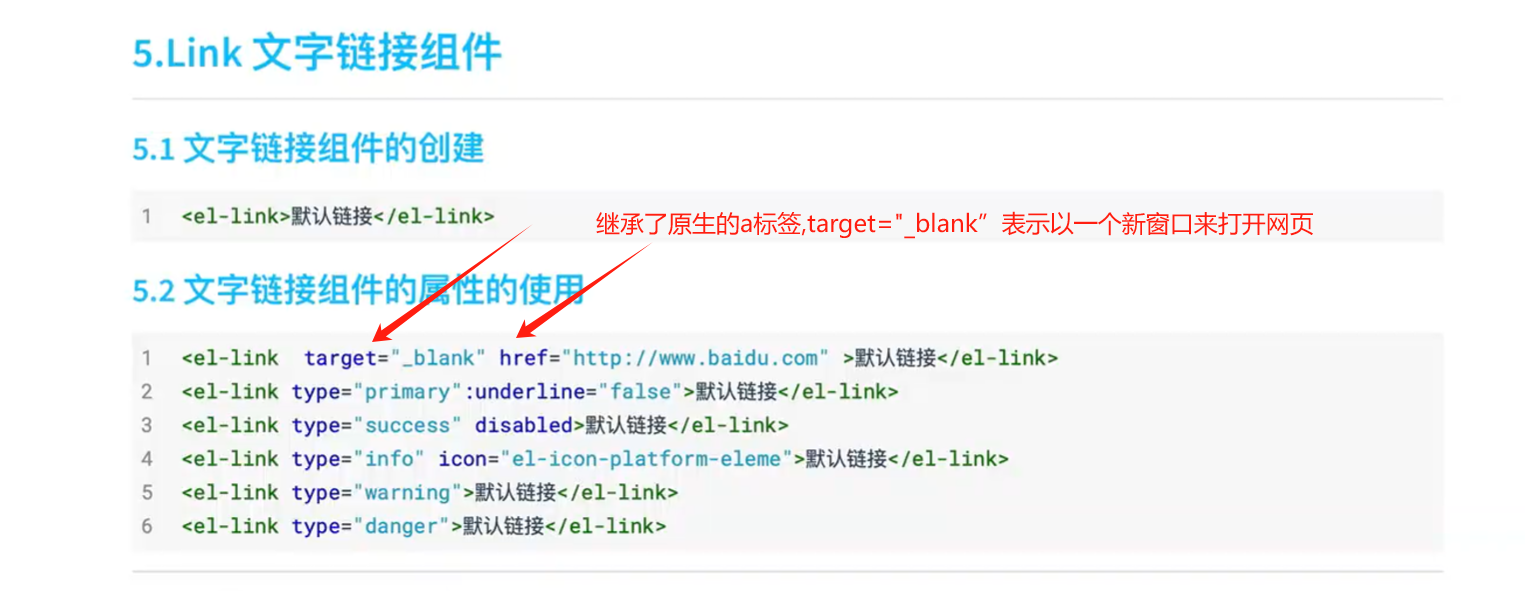 5.Link 文字链接组件
5.1 文字链接组件的创建
1 <el-link>默认链接</el-link>
继承了原生的a标签,target="_blank”表示以一个新窗口来打开网页
5.2 文字链接组件的属性的使用
1 <el-link  target="_blank" href="http://www.baidu.com" >默认链接</el-link>
2 <el-link type="primary":underline="false">默认链接</el-link>
3 <el-link type="success" disabled>默认链接</el-link>
4 <el-link type="info" icon="el-icon-platform-eleme">默认链接</el-link>
5 <el-link type="warning">默认链接</el-link>
6 <el-link type="danger">默认链接</el-link>